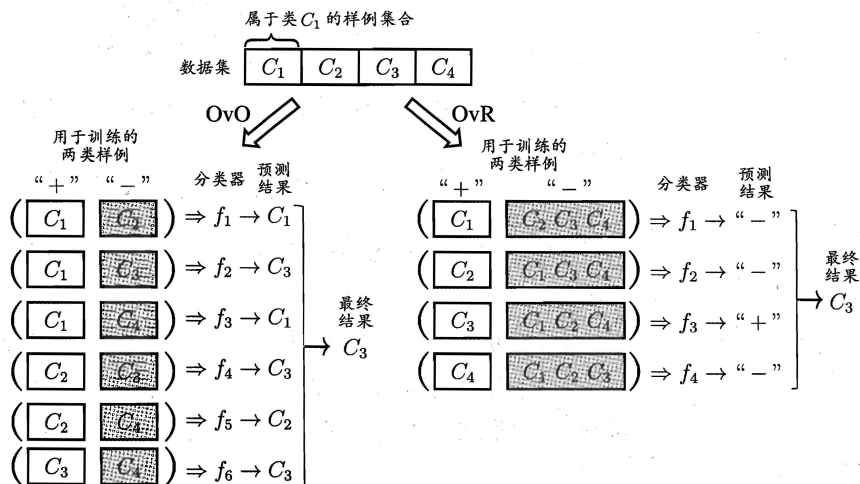 属于类 C₁ 的样例集合
数据集 C₁ C₂ C₃ C₄
OvO OvR
用于训练的
两类样例
“+” “−” 分类器 预测
结果
( C₁ C₂ ) ⇒ f₁ → C₁
( C₁ C₃ ) ⇒ f₂ → C₃
( C₁ C₄ ) ⇒ f₃ → C₁
( C₂ C₃ ) ⇒ f₄ → C₃
( C₂ C₄ ) ⇒ f₅ → C₂
( C₃ C₄ ) ⇒ f₆ → C₃
最终
结果
C₃
用于训练的
两类样例
“+” “−” 分类器 预测
结果
( C₁ C₂ C₃ C₄ ) ⇒ f₁ → “−”
( C₂ C₁ C₃ C₄ ) ⇒ f₂ → “−”
( C₃ C₁ C₂ C₄ ) ⇒ f₃ → “+”
( C₄ C₁ C₂ C₃ ) ⇒ f₄ → “−”
最终
结果
C₃